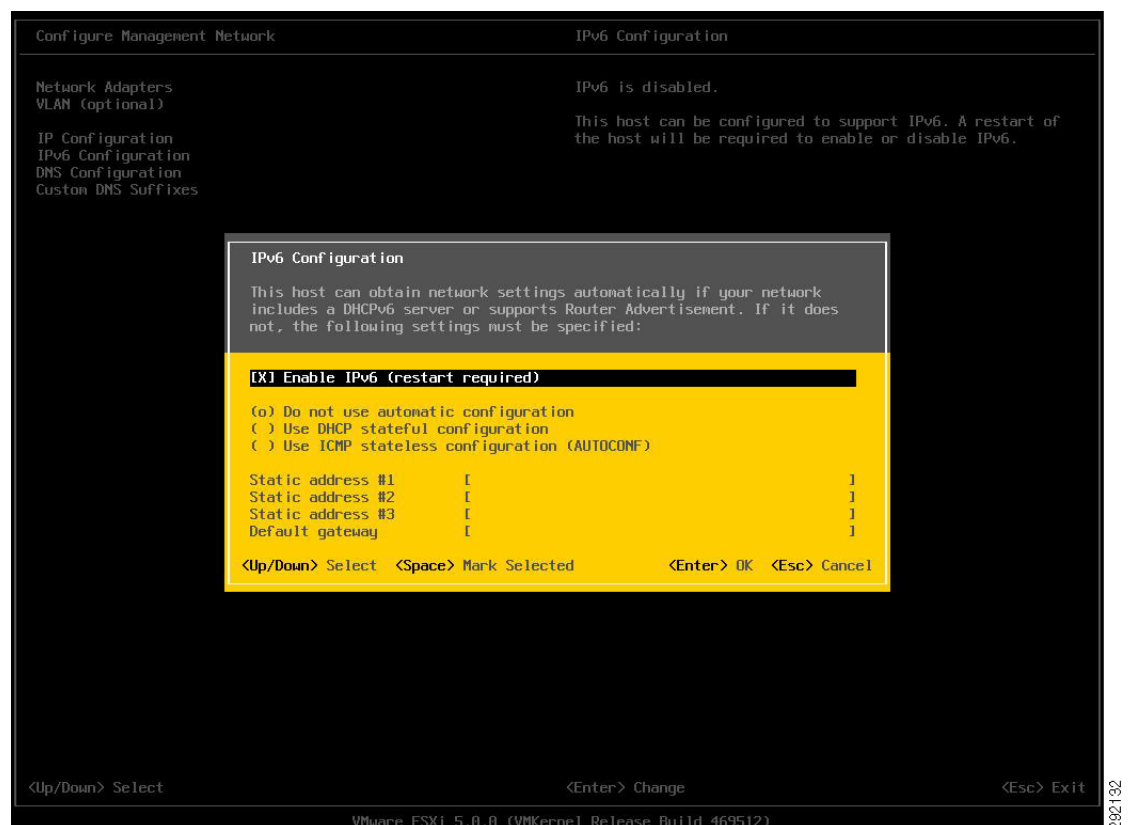 Configure Management Network
IPv6 Configuration
Network Adapters
VLAN (optional)
IP Configuration
IPv6 Configuration
DNS Configuration
Custom DNS Suffixes
IPv6 is disabled.
This host can be configured to support IPv6. A restart of
the host will be required to enable or disable IPv6.
IPv6 Configuration
This host can obtain network settings automatically if your network
includes a DHCPv6 server or supports Router Advertisement. If it does
not, the following settings must be specified:
[X] Enable IPv6 (restart required)
(o) Do not use automatic configuration
( ) Use DHCP stateful configuration
( ) Use ICMP stateless configuration (AUTOCONF)
Static address #1 [ ]
Static address #2 [ ]
Static address #3 [ ]
Default gateway [ ]
<Up/Down> Select <Space> Mark Selected <Enter> OK <Esc> Cancel
<Up/Down> Select <Enter> Change <Esc> Exit
VMware ESXi 5.0.0 (VMKernel Release Build 469512)
292132